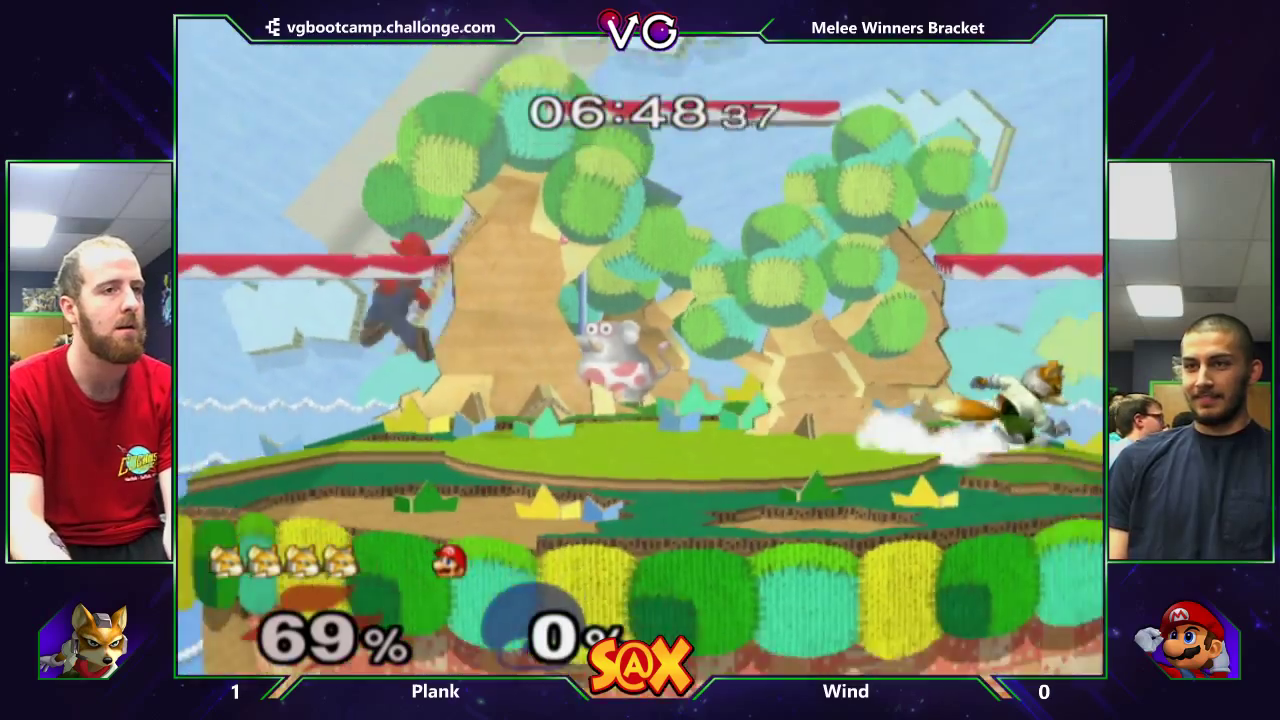 vgbootcamp.challonge.com
VG
Melee Winners Bracket
06:48 37
69%
0%
S@X
1
Plank
Wind
0